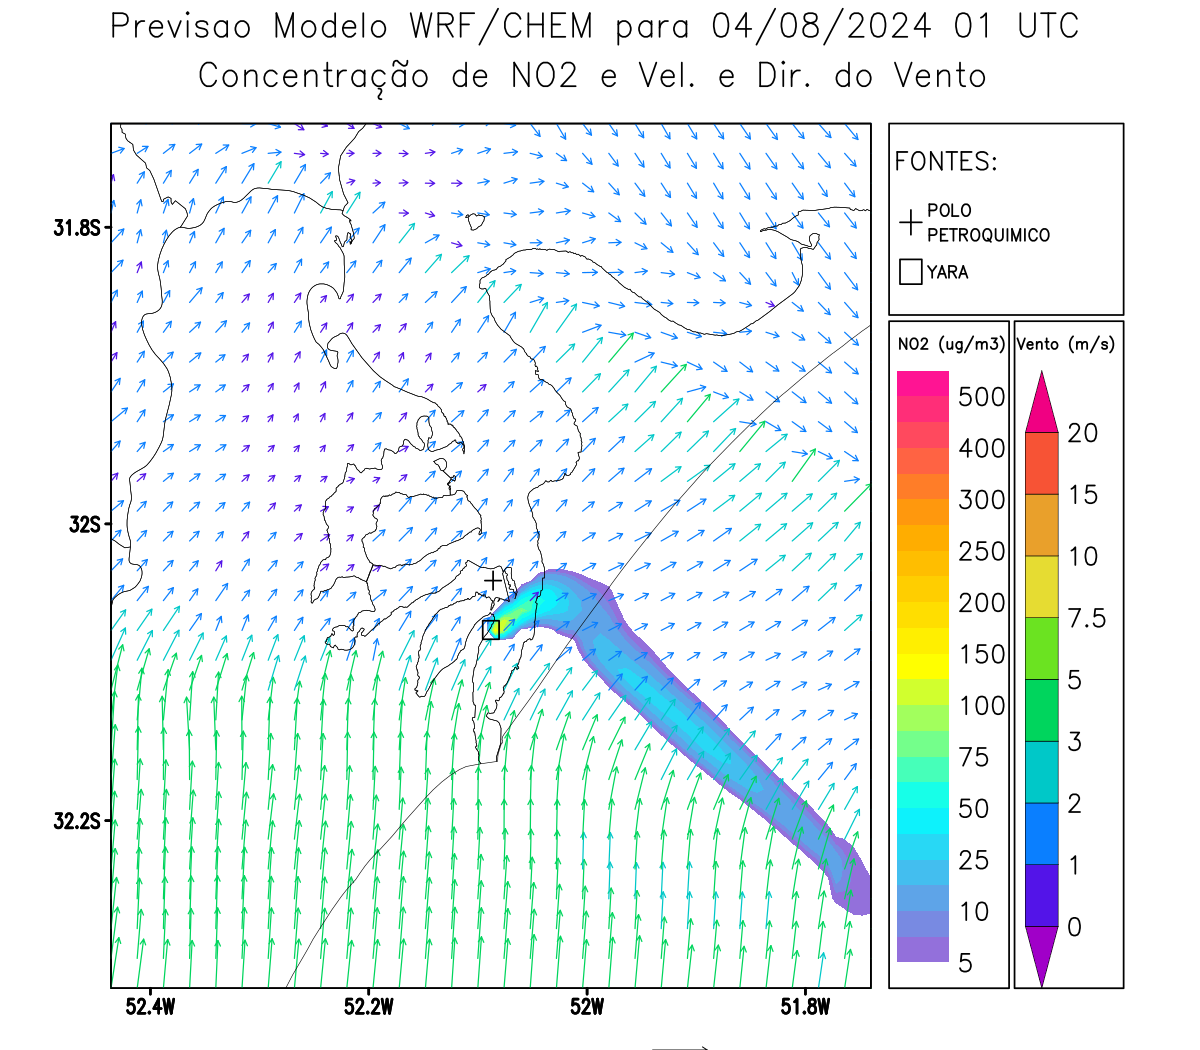 Previsao Modelo WRF/CHEM para 04/08/2024 01 UTC
Concentração de NO2 e Vel. e Dir. do Vento
FONTES:
POLO
PETROQUIMICO
YARA
31.8S
32S
32.2S
52.4W
52.2W
52W
51.8W
NO2 (ug/m3)
500
400
300
250
200
150
100
75
50
25
10
5
Vento (m/s)
20
15
10
7.5
5
3
2
1
0